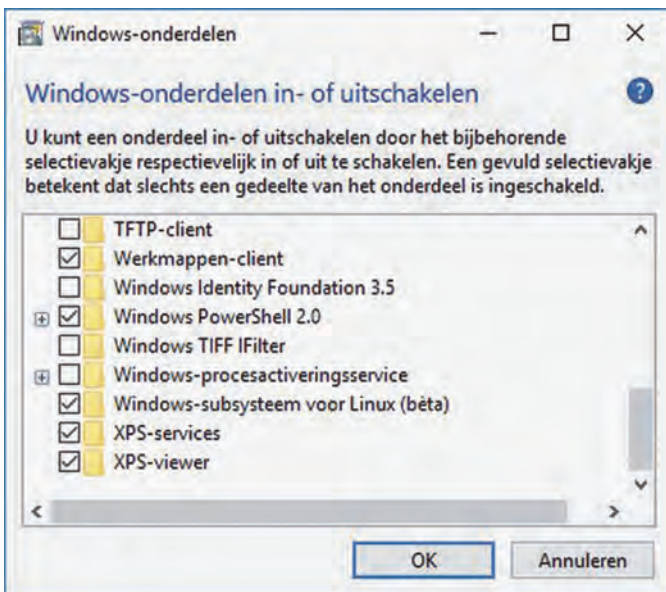 Windows-onderdelen
Windows-onderdelen in- of uitschakelen
U kunt een onderdeel in- of uitschakelen door het bijbehorende
selectievakje respectievelijk in of uit te schakelen. Een gevuld selectievakje
betekent dat slechts een gedeelte van het onderdeel is ingeschakeld.
TFTP-client
Werkmappen-client
Windows Identity Foundation 3.5
Windows PowerShell 2.0
Windows TIFF IFilter
Windows-procesactiveringsservice
Windows-subsysteem voor Linux (bèta)
XPS-services
XPS-viewer
OK Annuleren